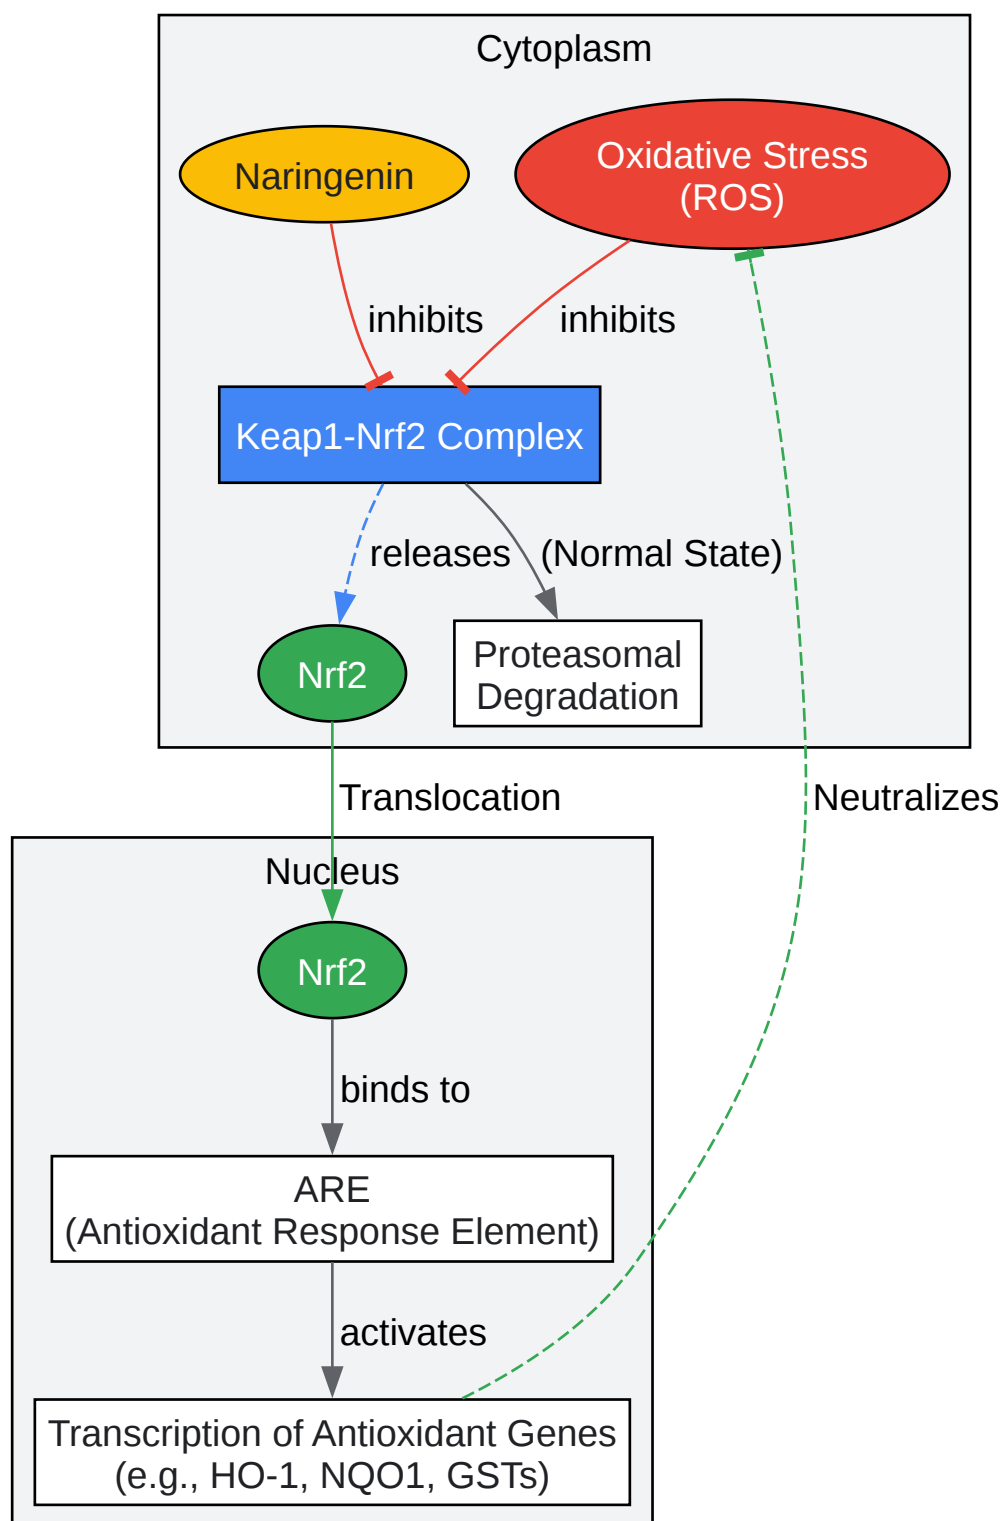 Cytoplasm
Naringenin
Oxidative Stress
(ROS)
inhibits
inhibits
Keap1-Nrf2 Complex
releases
(Normal State)
Nrf2
Proteasomal
Degradation
Translocation
Neutralizes
Nucleus
Nrf2
binds to
ARE
(Antioxidant Response Element)
activates
Transcription of Antioxidant Genes
(e.g., HO-1, NQO1, GSTs)